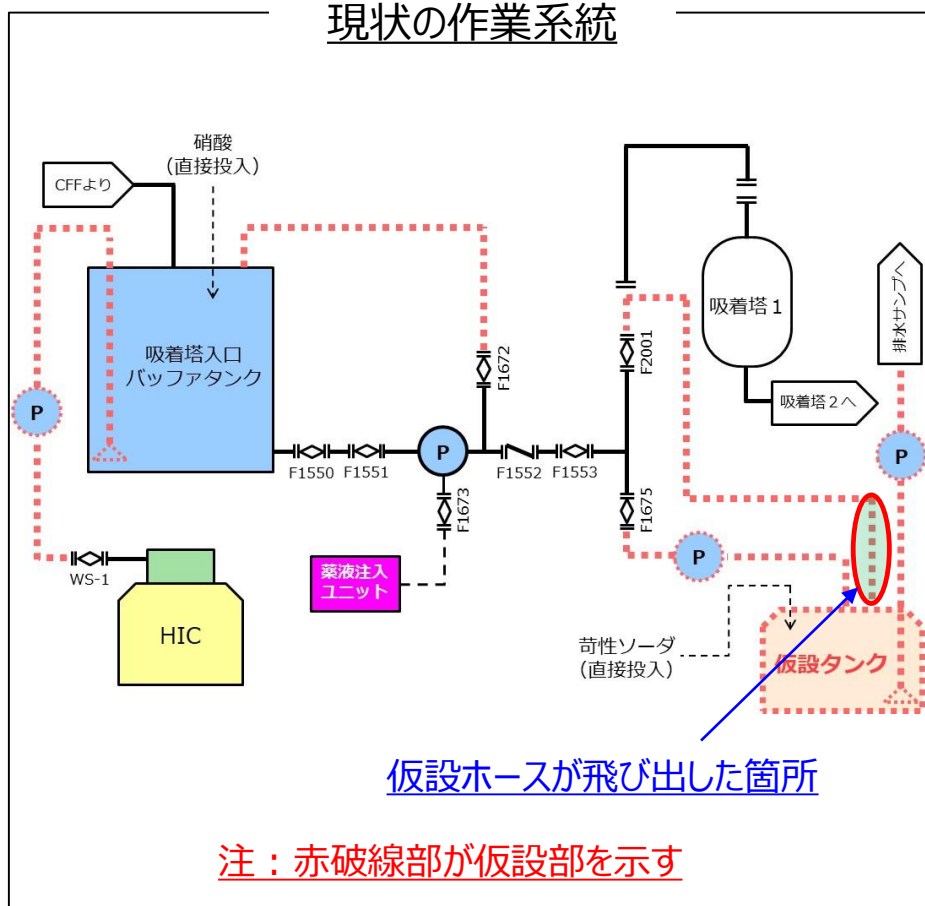 現状の作業系統
硝酸
(直接投入)
CFFより
吸着塔入口
バッファタンク
P
WS-1
HIC
F1550
F1551
P
F1672
F1673
薬液注入
ユニット
F1552
F1553
F2001
F1675
P
吸着塔１
吸着塔２へ
排水サンプへ
P
苛性ソーダ
(直接投入)
仮設タンク
仮設ホースが飛び出した箇所
注：赤破線部が仮設部を示す